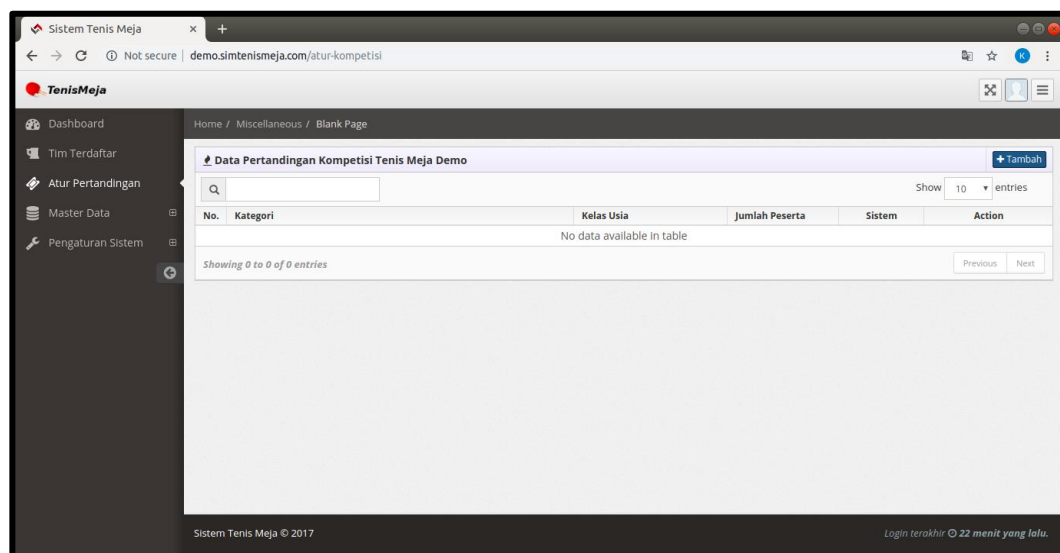 Sistem Tenis Meja
Not secure | demo.simtenismeja.com/atur-kompetisi
K
TenisMeja
Dashboard
Home / Miscellaneous / Blank Page
Tim Terdaftar
Data Pertandingan Kompetisi Tenis Meja Demo
+ Tambah
Atur Pertandingan
Show 10 entries
Master Data
No. Kategori Kelas Usia Jumlah Peserta Sistem Action
No data available in table
Pengaturan Sistem
Showing 0 to 0 of 0 entries
Previous Next
Sistem Tenis Meja © 2017
Login terakhir 22 menit yang lalu.